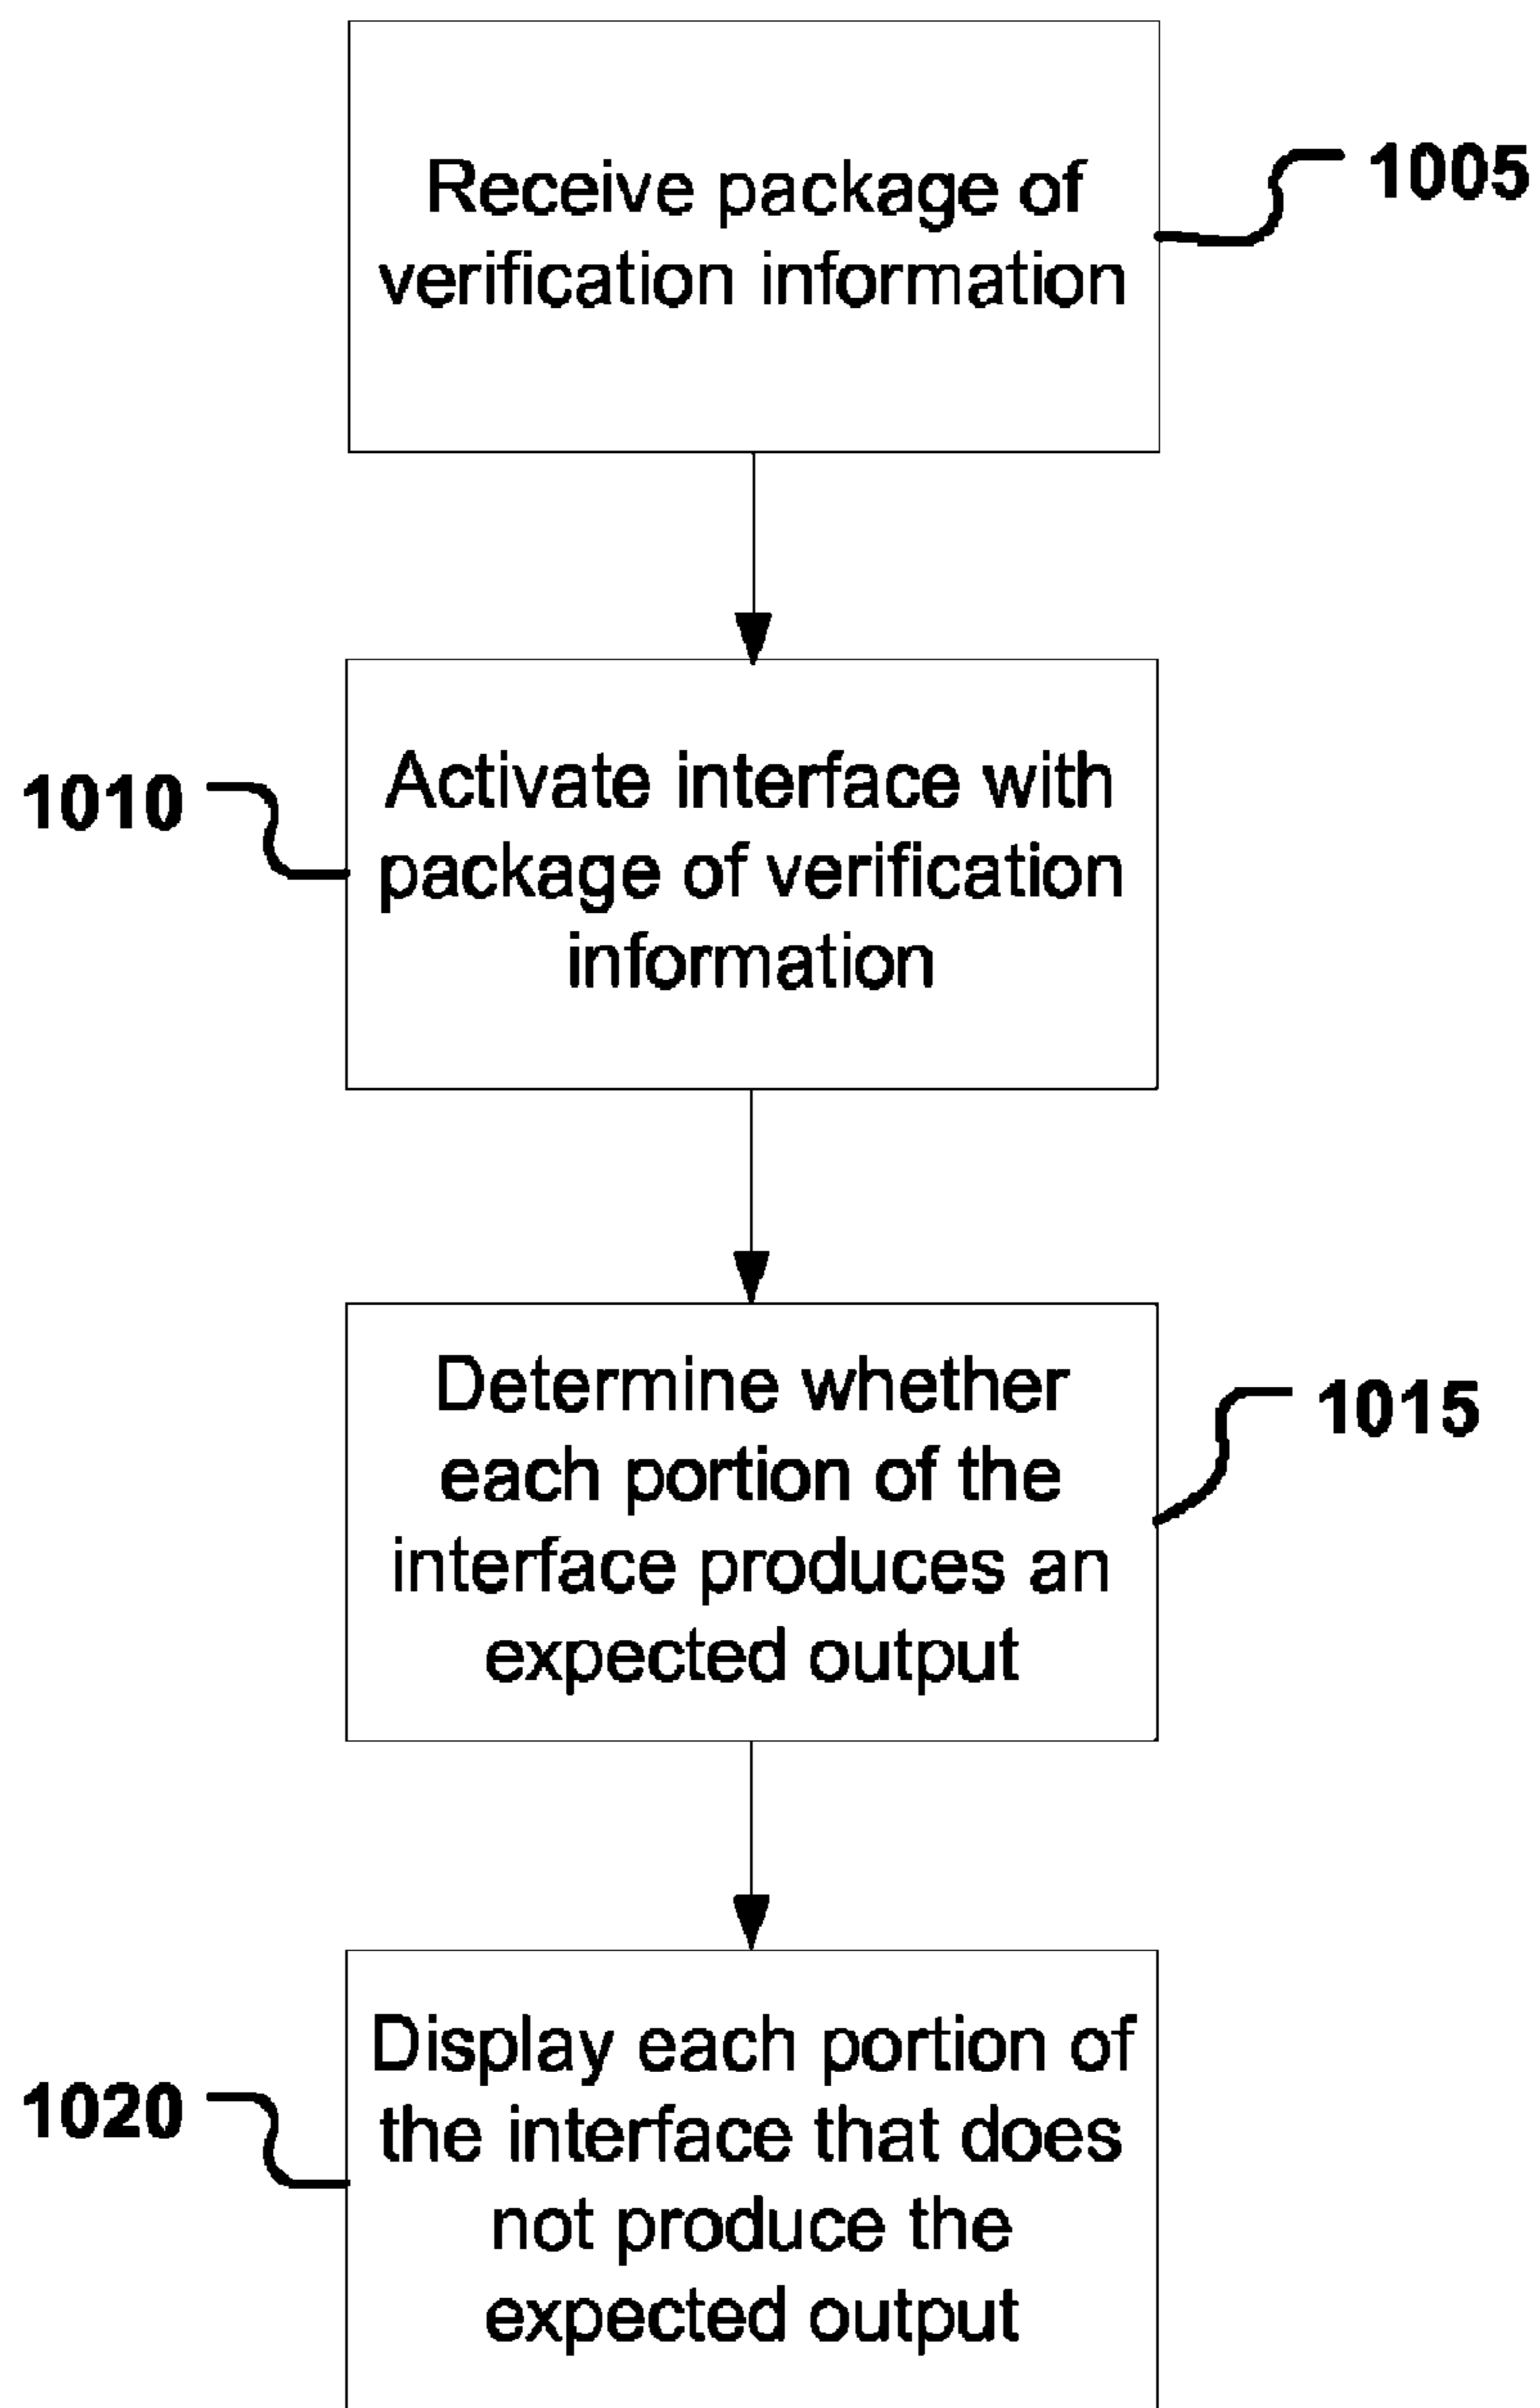 Receive package of
verification information
1005
Activate interface with
package of verification
information
1010
Determine whether
each portion of the
interface produces an
expected output
1015
Display each portion of
the interface that does
not produce the
expected output
1020